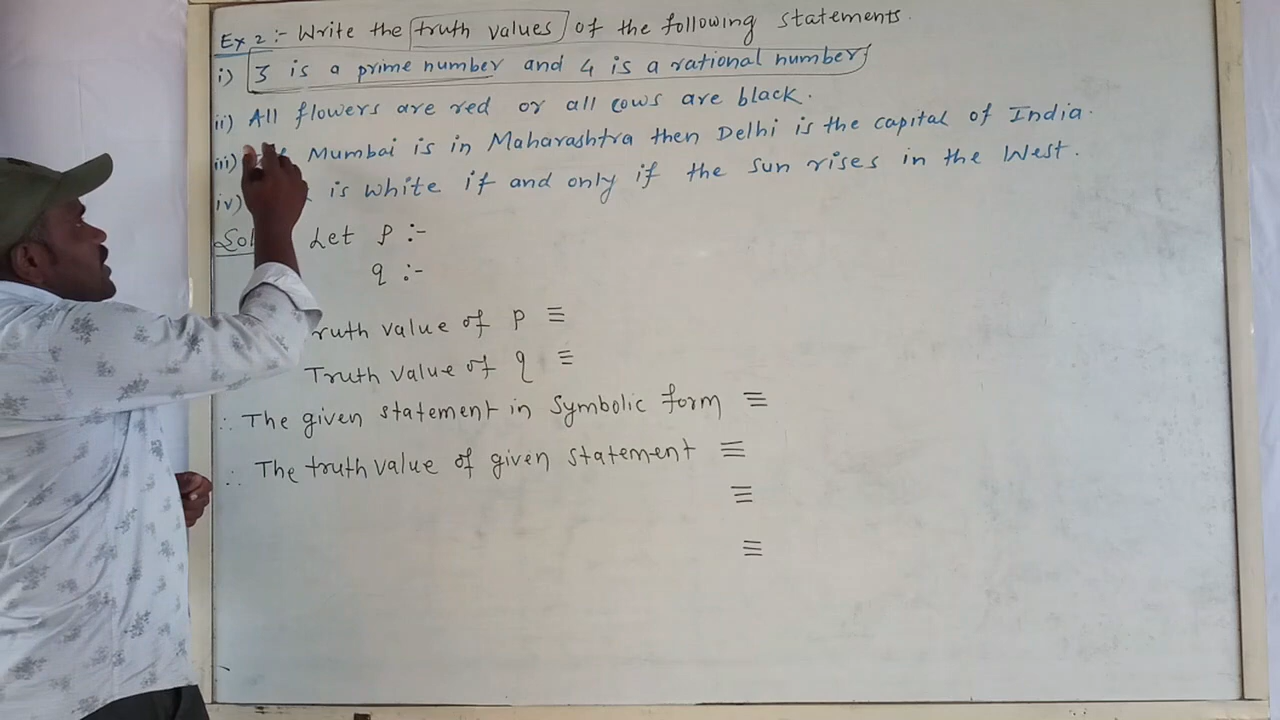 Ex 2 :- Write the truth values of the following statements.
i) 3 is a prime number and 4 is a rational number
ii) All flowers are red or all cows are black.
iii) Mumbai is in Maharashtra then Delhi is the capital of India.
iv) is white if and only if the sun rises in the West.
Sol Let p :-
q :-
ruth value of p ≡
Truth value of q ≡
∴ The given statement in Symbolic form ≡
∴ The truth value of given statement ≡
≡
≡